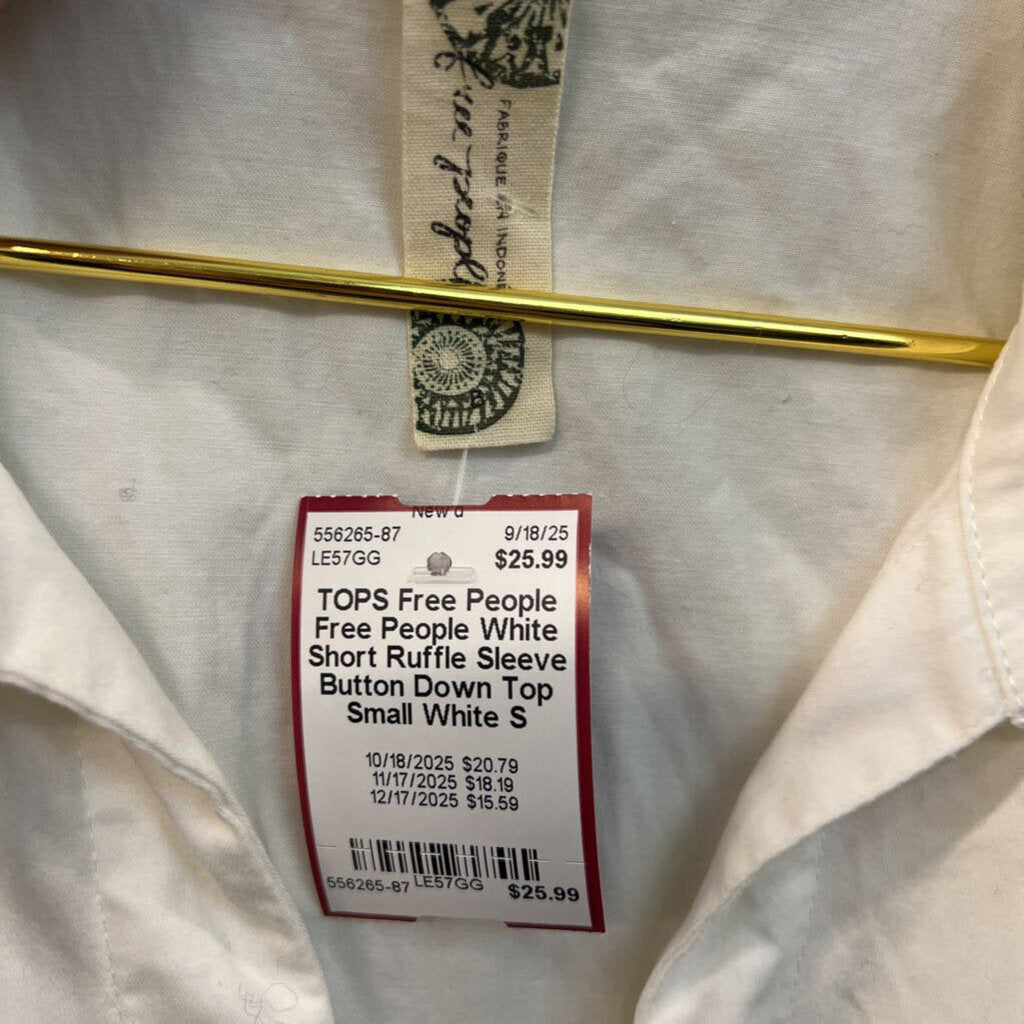 free people
FABRIQUE EN INDONE
New'd
556265-87 9/18/25
LE57GG $25.99
TOPS Free People
Free People White
Short Ruffle Sleeve
Button Down Top
Small White S
10/18/2025 $20.79
11/17/2025 $18.19
12/17/2025 $15.59
556265-87 LE57GG $25.99